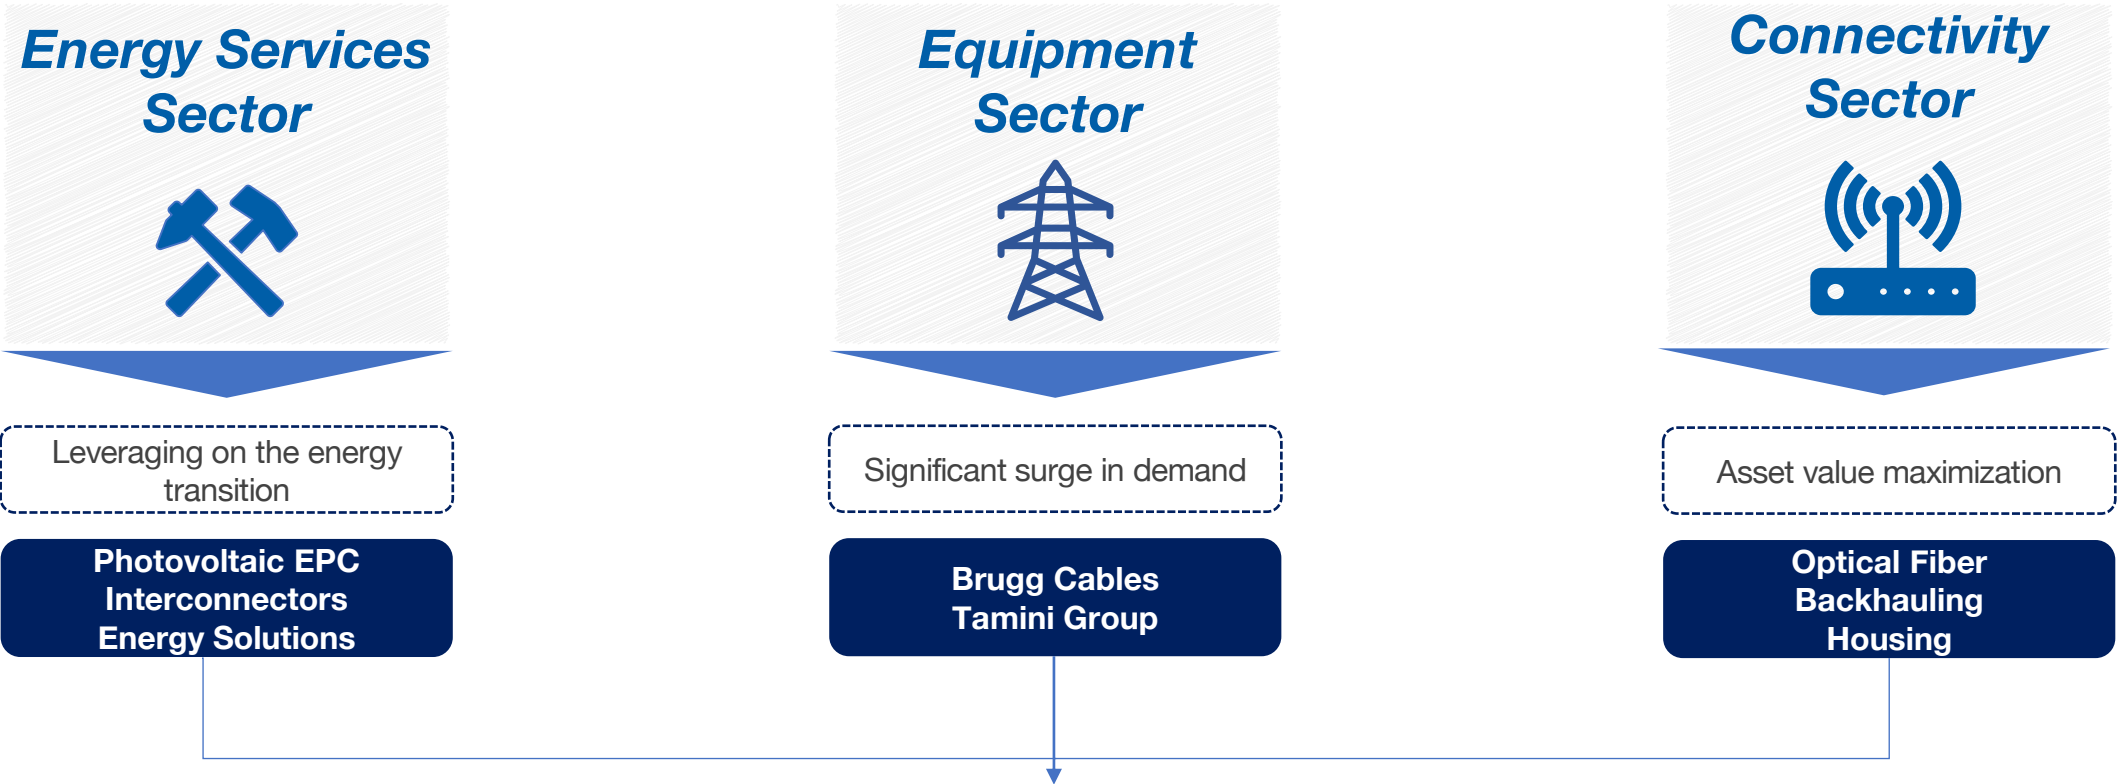 Energy Services
Sector
Leveraging on the energy
transition
Photovoltaic EPC
Interconnectors
Energy Solutions
Equipment
Sector
Significant surge in demand
Brugg Cables
Tamini Group
Connectivity
Sector
Asset value maximization
Optical Fiber
Backhauling
Housing